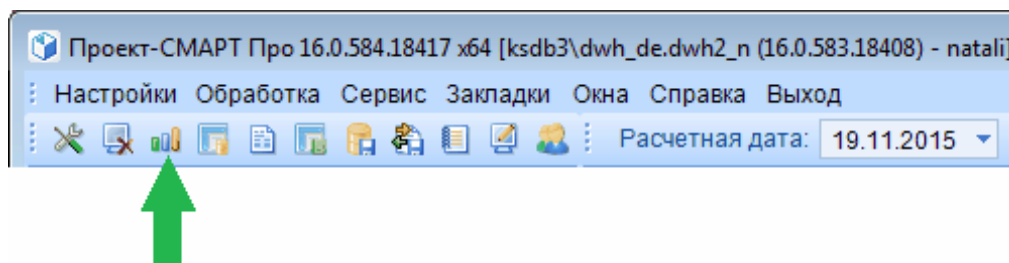 Проект-СМАРТ Про 16.0.584.18417 x64 [ksdb3\dwh_de.dwh2_n (16.0.583.18408) - natali]
Настройки Обработка Сервис Закладки Окна Справка Выход
Расчетная дата: 19.11.2015